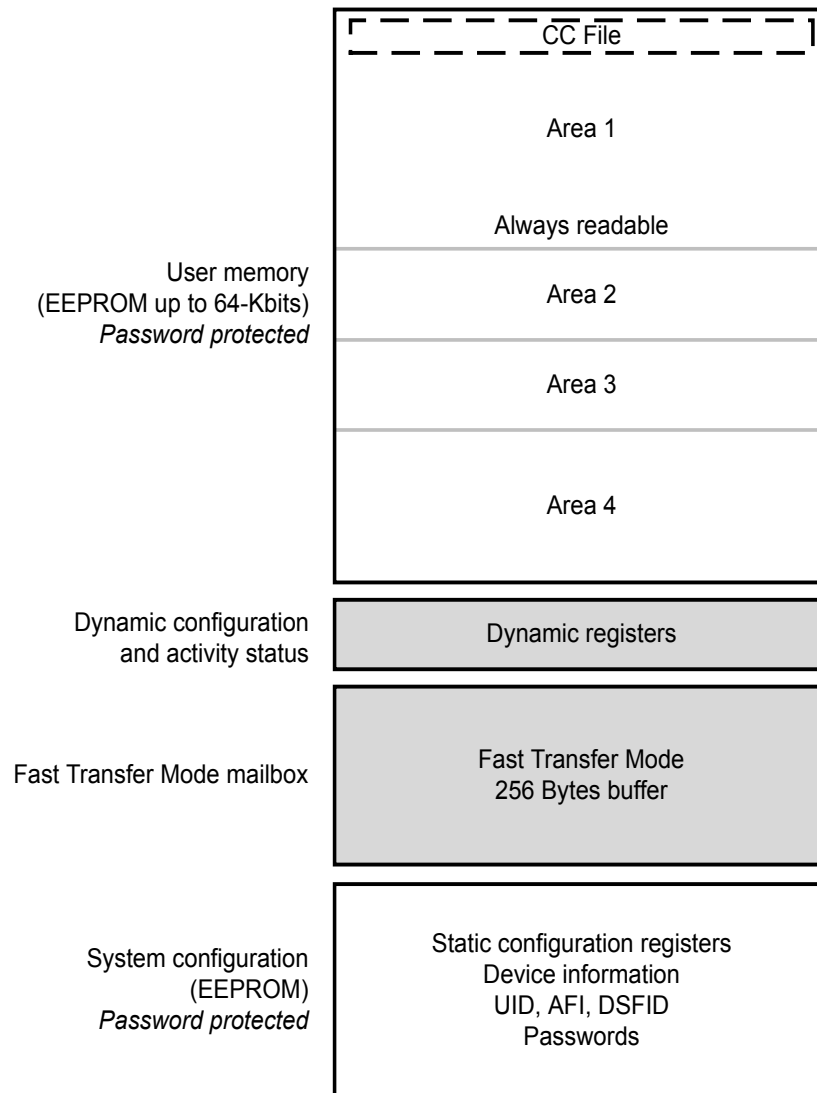 CC File
Area 1
Always readable
User memory
(EEPROM up to 64-Kbits)
Password protected
Area 2
Area 3
Area 4
Dynamic configuration
and activity status
Dynamic registers
Fast Transfer Mode mailbox
Fast Transfer Mode
256 Bytes buffer
System configuration
(EEPROM)
Password protected
Static configuration registers
Device information
UID, AFI, DSFID
Passwords